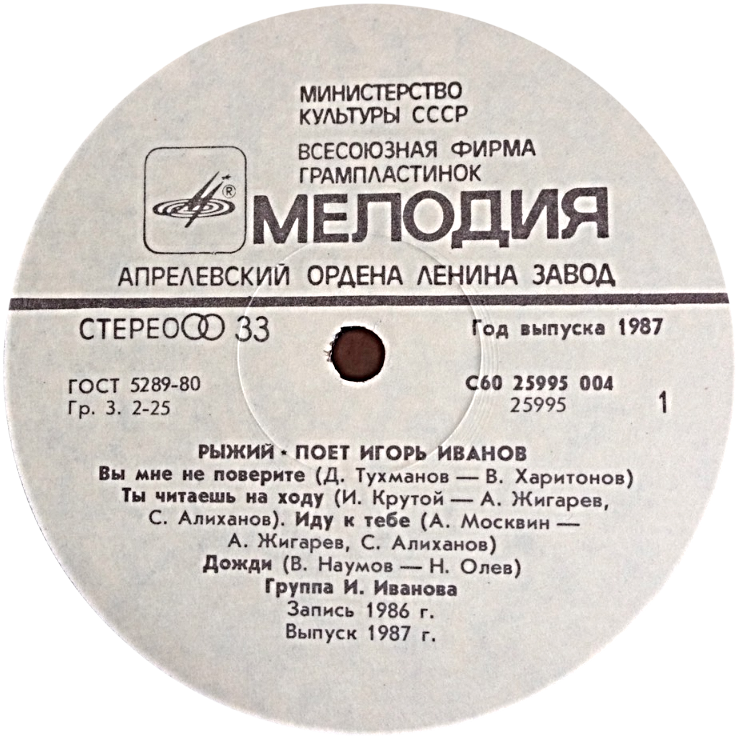 МИНИСТЕРСТВО
КУЛЬТУРЫ СССР
ВСЕСОЮЗНАЯ ФИРМА
ГРАМПЛАСТИНОК
®
МЕЛОДИЯ
АПРЕЛЕВСКИЙ ОРДЕНА ЛЕНИНА ЗАВОД
СТЕРЕО 33
Год выпуска 1987
ГОСТ 5289-80
Гр. 3. 2-25
С60 25995 004
25995
1
РЫЖИЙ · ПОЕТ ИГОРЬ ИВАНОВ
Вы мне не поверите (Д. Тухманов — В. Харитонов)
Ты читаешь на ходу (И. Крутой — А. Жигарев,
С. Алиханов). Иду к тебе (А. Москвин —
А. Жигарев, С. Алиханов)
Дожди (В. Наумов — Н. Олев)
Группа И. Иванова
Запись 1986 г.
Выпуск 1987 г.